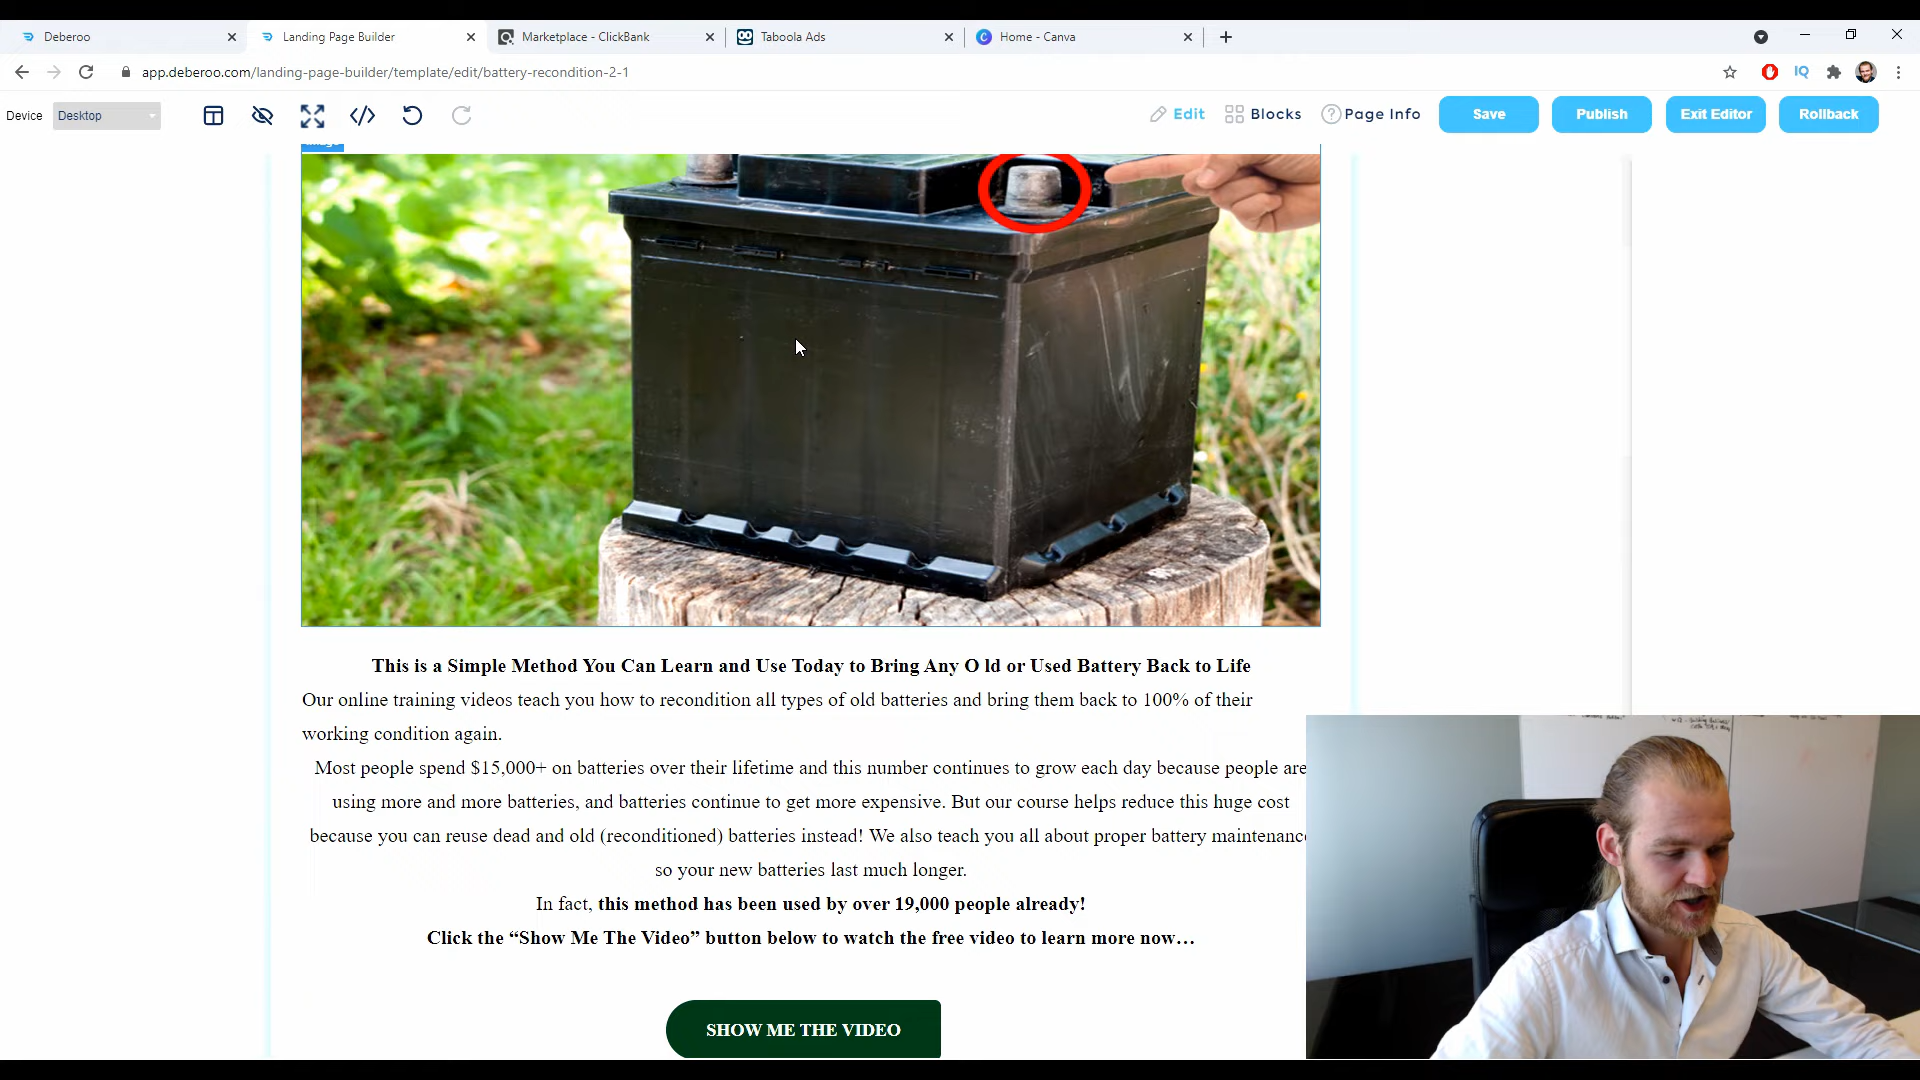 Deberoo
Landing Page Builder
Marketplace - ClickBank
Taboola Ads
Home - Canva
app.deberoo.com/landing-page-builder/template/edit/battery-recondition-2-1
IQ
Device
Desktop
Edit
Blocks
Page Info
Save
Publish
Exit Editor
Rollback
This is a Simple Method You Can Learn and Use Today to Bring Any O ld or Used Battery Back to Life
Our online training videos teach you how to recondition all types of old batteries and bring them back to 100% of their
working condition again.
Most people spend $15,000+ on batteries over their lifetime and this number continues to grow each day because people are
using more and more batteries, and batteries continue to get more expensive. But our course helps reduce this huge cost
because you can reuse dead and old (reconditioned) batteries instead! We also teach you all about proper battery maintenance
so your new batteries last much longer.
In fact, this method has been used by over 19,000 people already!
Click the “Show Me The Video” button below to watch the free video to learn more now…
SHOW ME THE VIDEO